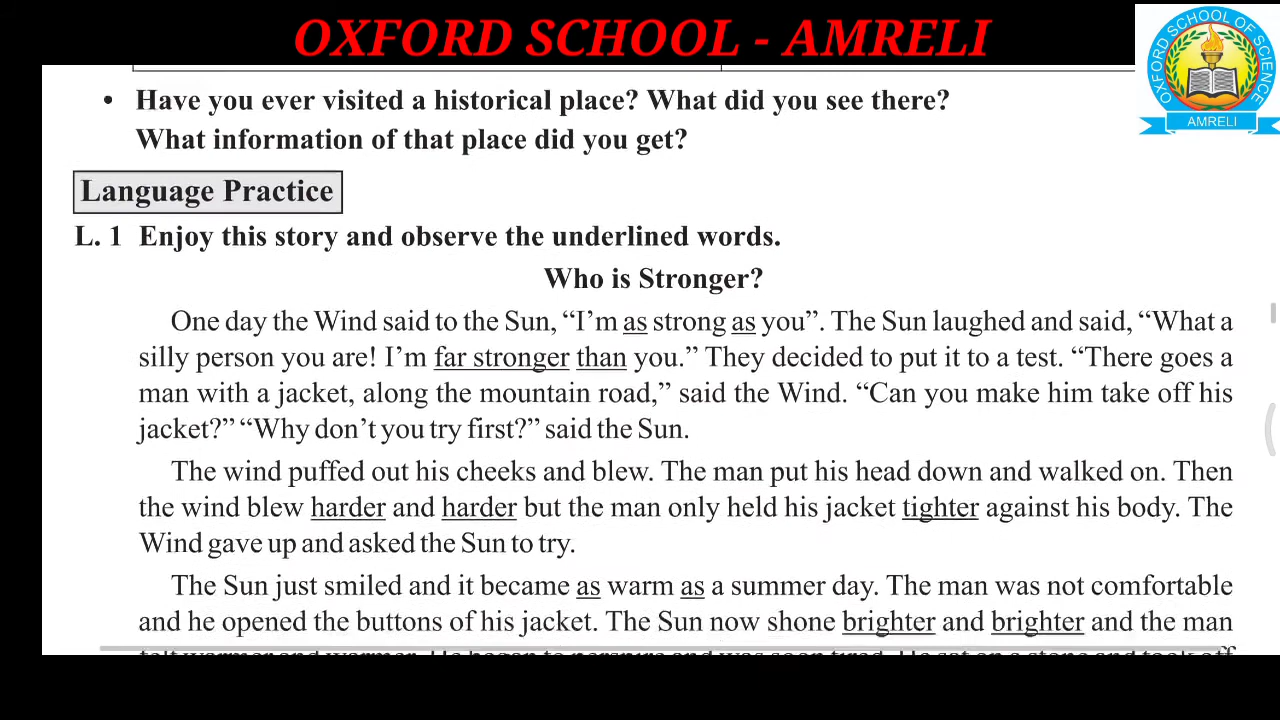 OXFORD SCHOOL - AMRELI
OXFORD SCHOOL OF SCIENCE
AMRELI
• Have you ever visited a historical place? What did you see there?
What information of that place did you get?
Language Practice
L. 1 Enjoy this story and observe the underlined words.
Who is Stronger?
One day the Wind said to the Sun, “I’m as strong as you”. The Sun laughed and said, “What a
silly person you are! I’m far stronger than you.” They decided to put it to a test. “There goes a
man with a jacket, along the mountain road,” said the Wind. “Can you make him take off his
jacket?” “Why don’t you try first?” said the Sun.
The wind puffed out his cheeks and blew. The man put his head down and walked on. Then
the wind blew harder and harder but the man only held his jacket tighter against his body. The
Wind gave up and asked the Sun to try.
The Sun just smiled and it became as warm as a summer day. The man was not comfortable
and he opened the buttons of his jacket. The Sun now shone brighter and brighter and the man